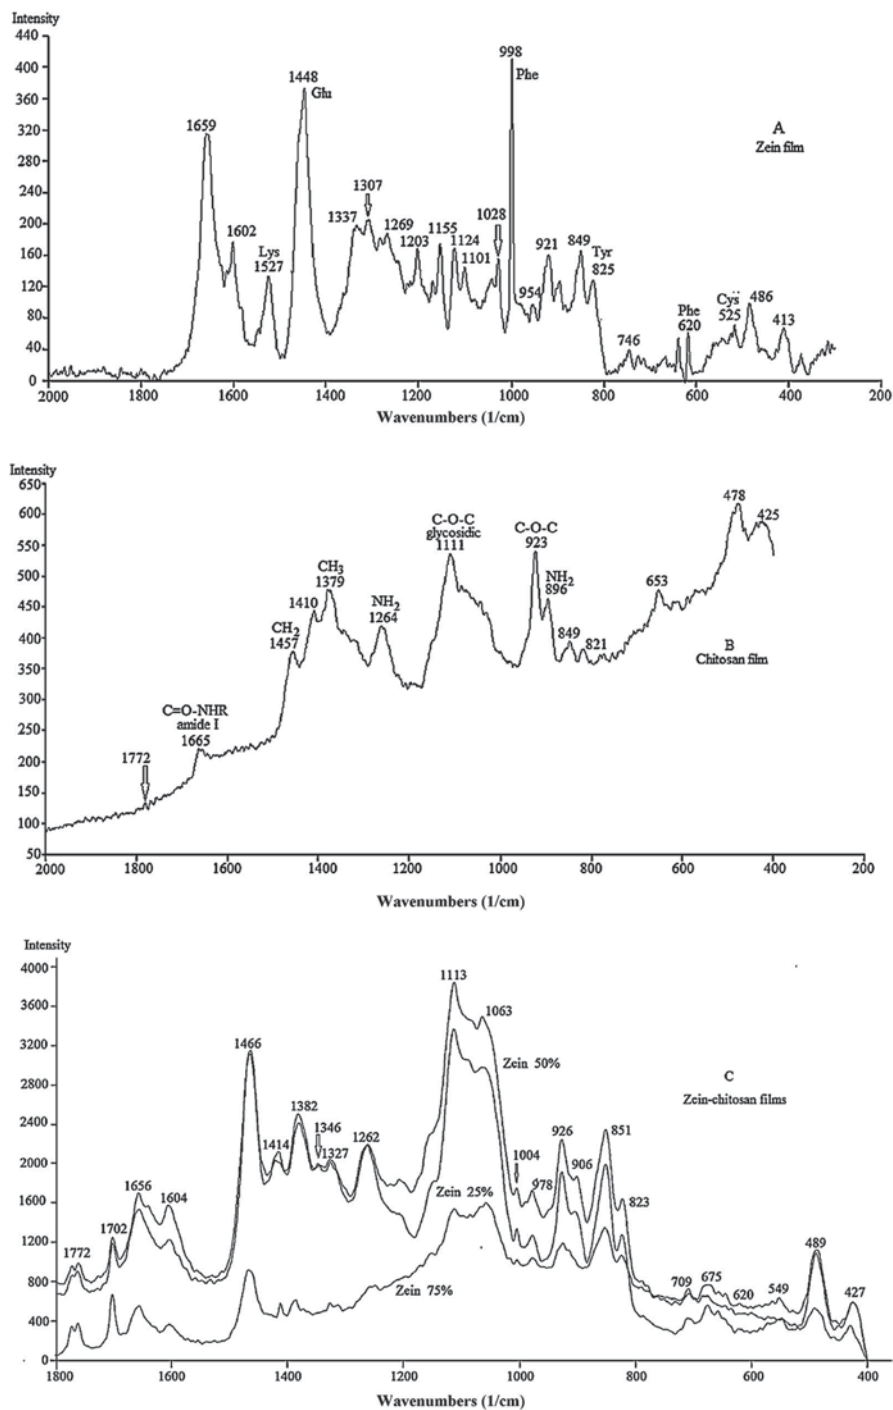 Intensity
440
400
360
320
280
240
200
160
120
80
40
0
2000 1800 1600 1400 1200 1000 800 600 400 200
Wavenumbers (1/cm)
1659
1602
Lys
1527
1448
Glu
1337
1307
1269
1203
1155
1124
1101
1028
998
Phe
954
921
849
Tyr
825
746
Phe
620
Cys
525
486
413
A
Zein film
Intensity
650
600
550
500
450
400
350
300
250
200
150
100
50
2000 1800 1600 1400 1200 1000 800 600 400 200
Wavenumbers (1/cm)
1772
C=O-NHR
amide I
1665
CH2
1457
1410
CH3
1379
NH2
1264
C-O-C
glycosidic
1111
C-O-C
923
NH2
896
849
821
653
478
425
B
Chitosan film
Intensity
4000
3600
3200
2800
2400
2000
1600
1200
800
400
0
1800 1600 1400 1200 1000 800 600 400
Wavenumbers (1/cm)
1772
1702
1656
1604
1466
1414
1382
1346
1327
1262
1113
1063
Zein 50%
Zein 25%
Zein 75%
1004
978
926
906
851
823
709
675
620
549
489
427
C
Zein-chitosan films